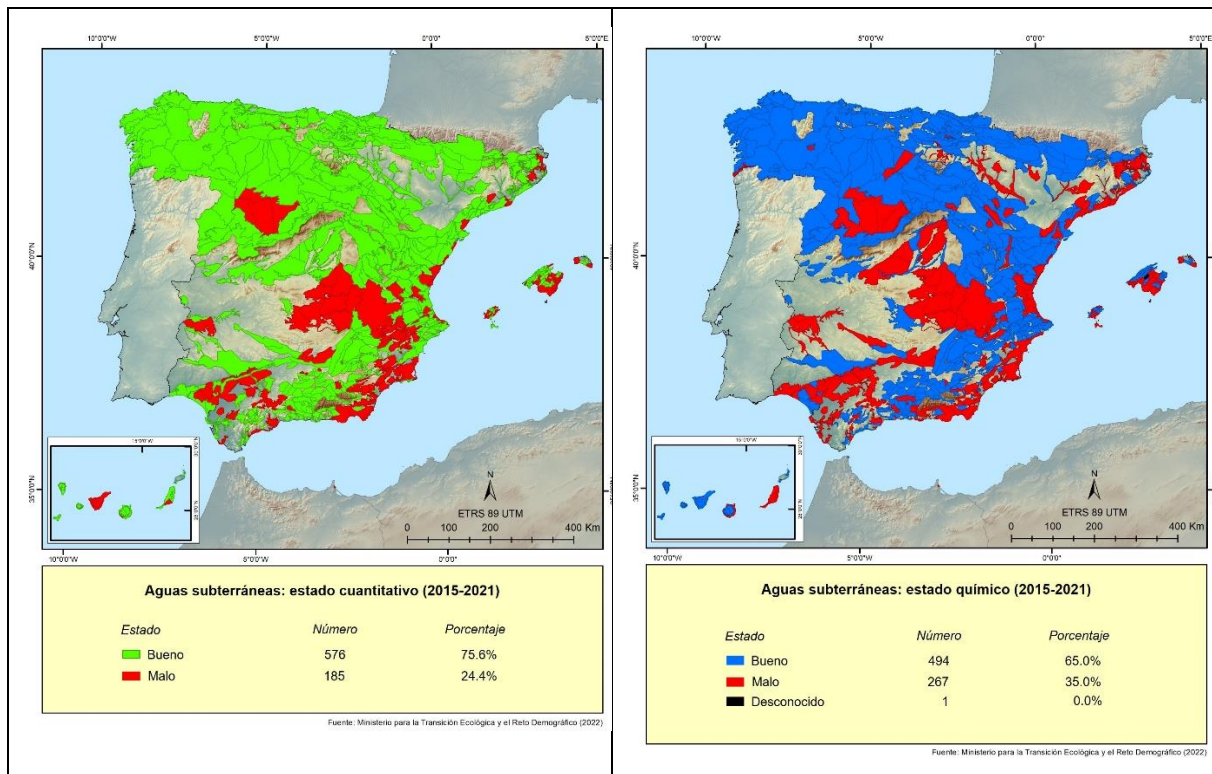 10°0'0"W 5°0'0"W 0°0'0" 5°0'0"E
40°0'0"N
35°0'0"N
N
ETRS 89 UTM
0 100 200 400 Km
10°0'0"W 5°0'0"W 0°0'0"
Aguas subterráneas: estado cuantitativo (2015-2021)
Estado Número Porcentaje
Bueno 576 75.6%
Malo 185 24.4%
Fuente: Ministerio para la Transición Ecológica y el Reto Demográfico (2022)
10°0'0"W 5°0'0"W 0°0'0" 5°0'0"E
40°0'0"N
35°0'0"N
N
ETRS 89 UTM
0 100 200 400 Km
10°0'0"W 5°0'0"W 0°0'0"
Aguas subterráneas: estado químico (2015-2021)
Estado Número Porcentaje
Bueno 494 65.0%
Malo 267 35.0%
Desconocido 1 0.0%
Fuente: Ministerio para la Transición Ecológica y el Reto Demográfico (2022)